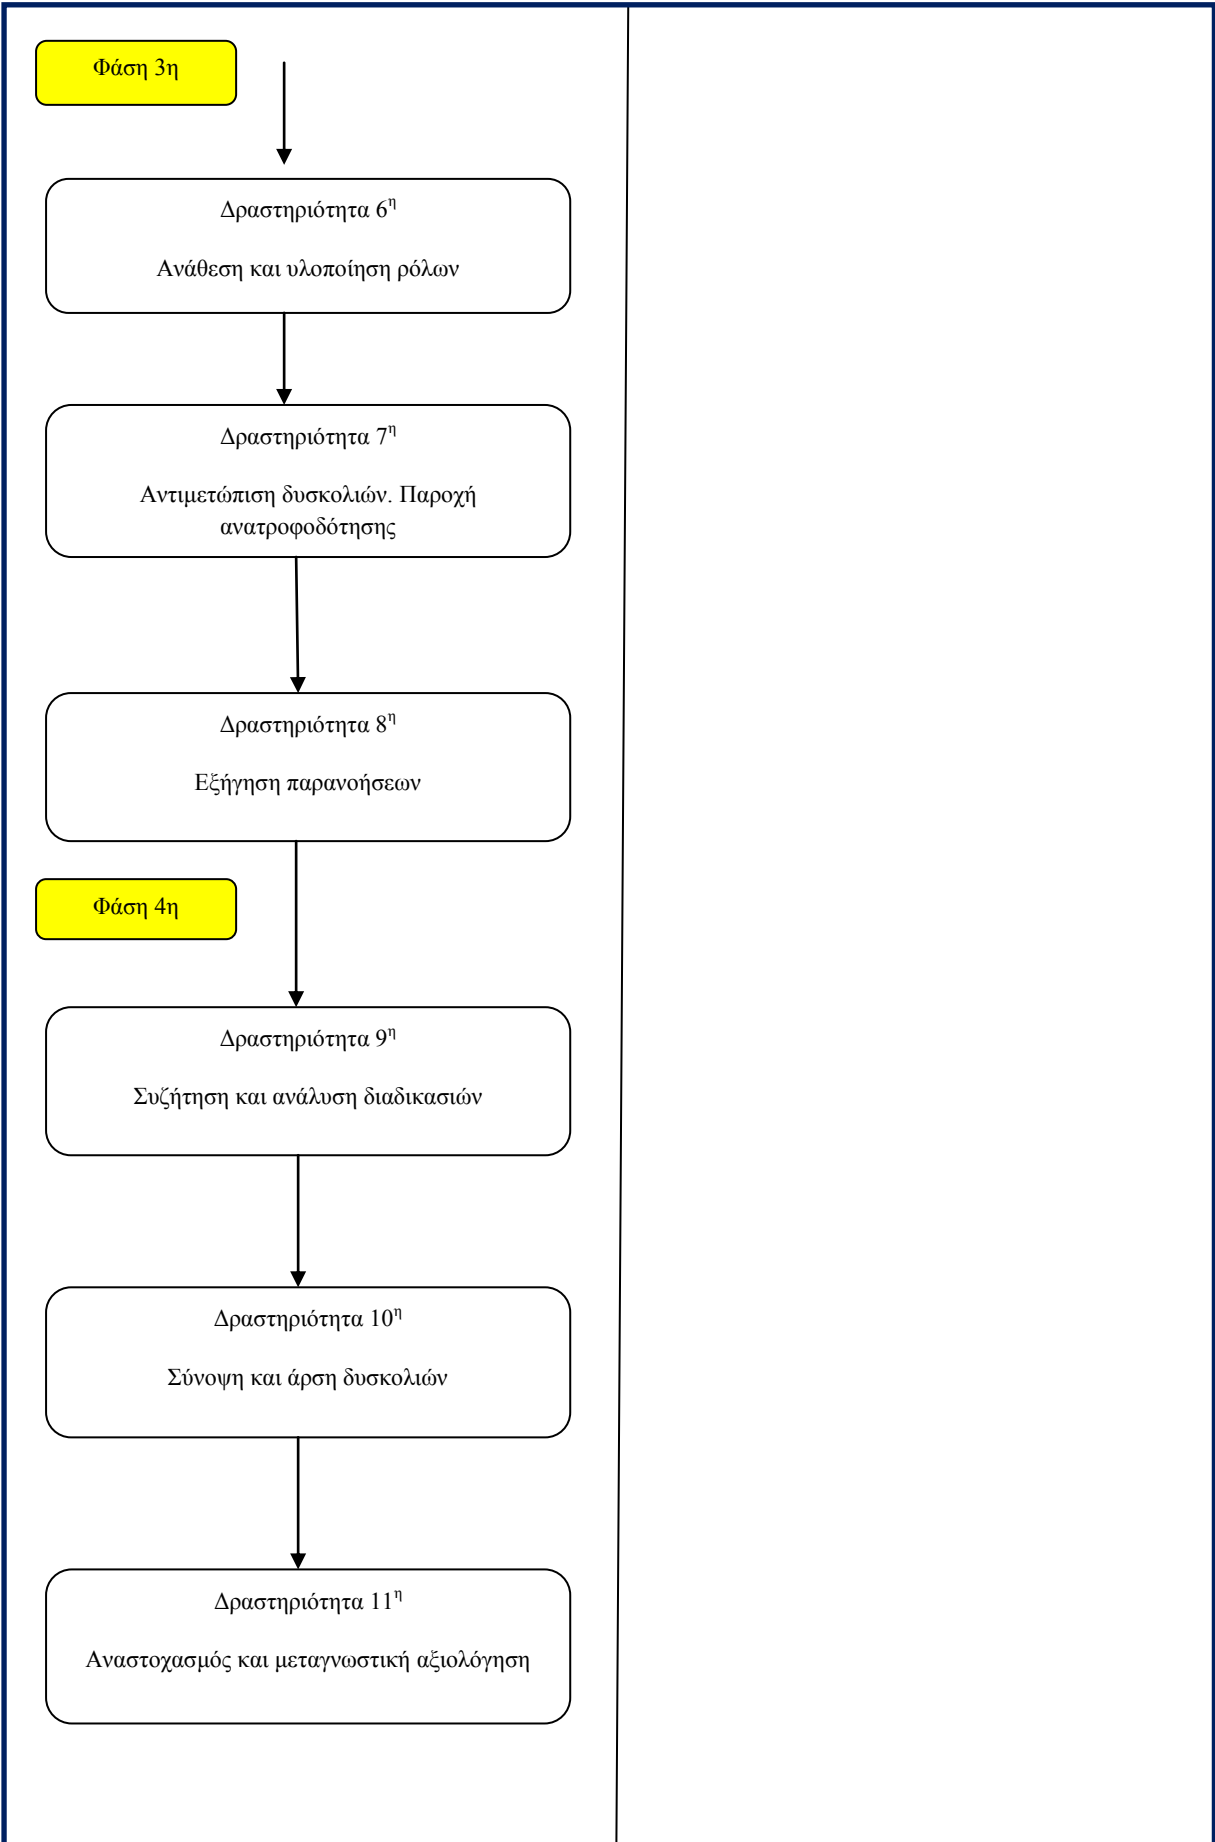 Φάση 3η
Δραστηριότητα 6η
Ανάθεση και υλοποίηση ρόλων
Δραστηριότητα 7η
Αντιμετώπιση δυσκολιών. Παροχή
ανατροφοδότησης
Δραστηριότητα 8η
Εξήγηση παρανοήσεων
Φάση 4η
Δραστηριότητα 9η
Συζήτηση και ανάλυση διαδικασιών
Δραστηριότητα 10η
Σύνοψη και άρση δυσκολιών
Δραστηριότητα 11η
Αναστοχασμός και μεταγνωστική αξιολόγηση